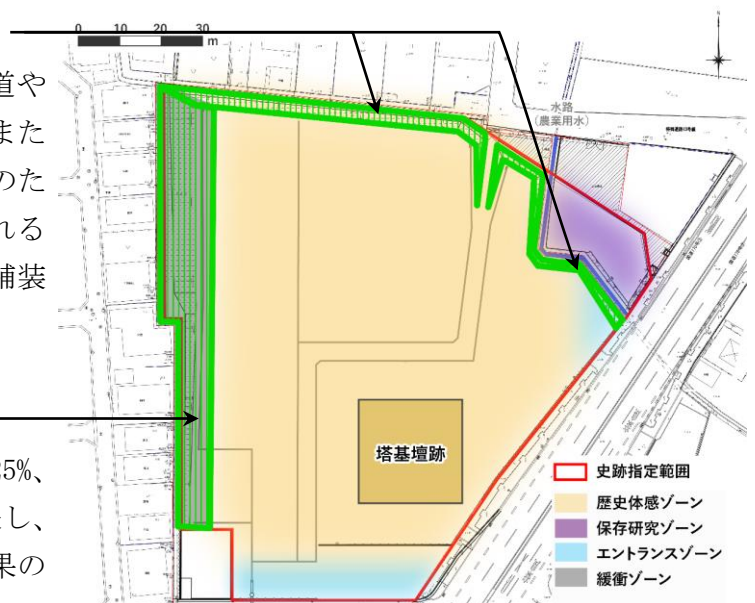 0 10 20 30
m
道や
また
のた
れる
舗装
25%、
とし、
果の
水路
(農業用水)
塔基壇跡
史跡指定範囲
歴史体感ゾーン
保存研究ゾーン
エントランスゾーン
緩衝ゾーン